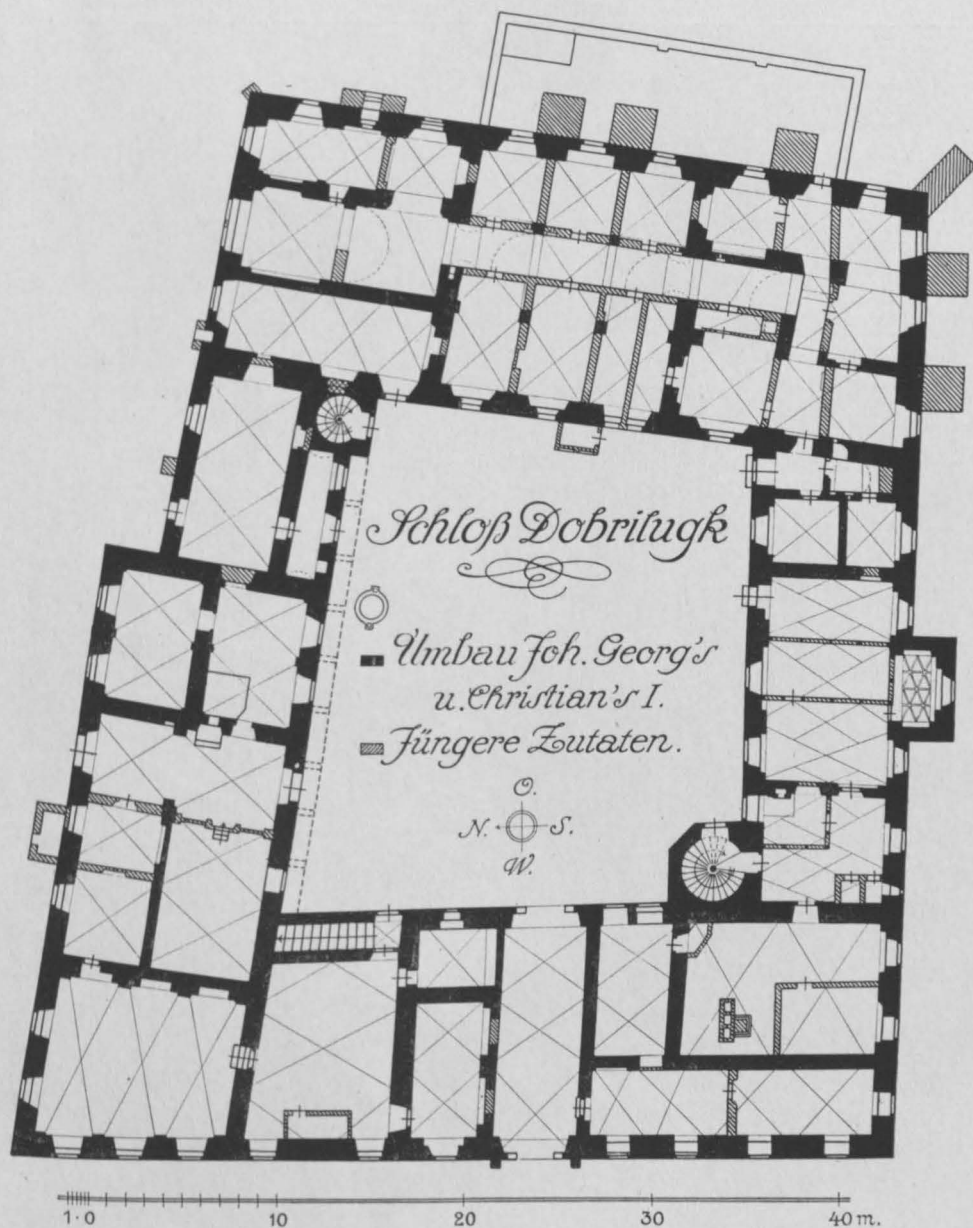 Schloß Dobrilugk
Umbau Joh. Georg's
u. Christian's I.
Jüngere Zutaten.
O.
N. S.
W.
1·0 10 20 30 40 m.